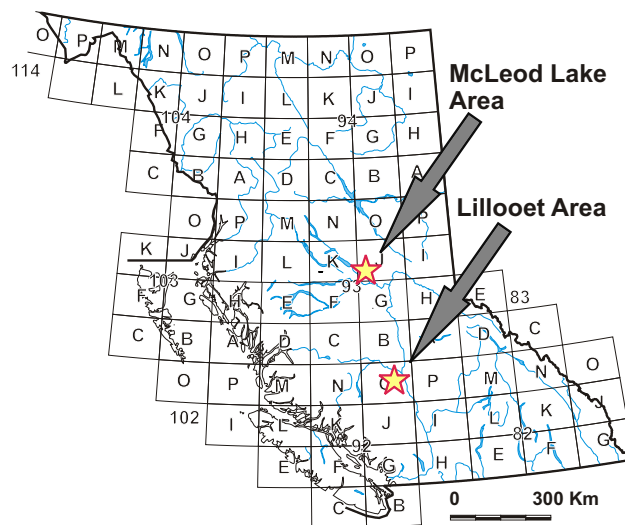 O P M N O P M N O P
114
L K J I L K J I
McLeod Lake
Area
104 94
F G H E F G H
C B A D C B A
Lillooet Area
O P M N O P
K J I L K I
103 93
F G H E F G H E 83
C B A D C B D C
O P M N O P M N O
102 I L J I L K
92 82
E F G H E F G
C B
0 300 Km